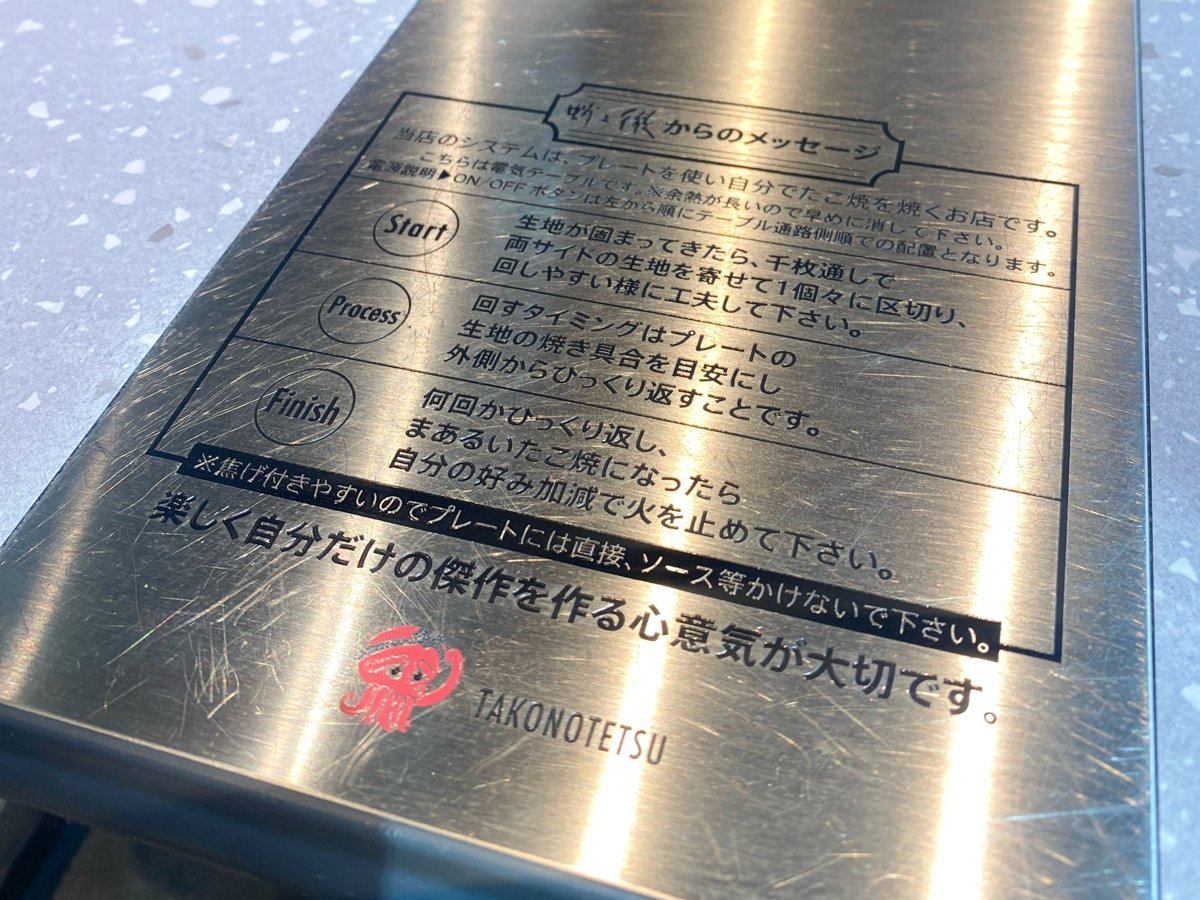 蛸之徹からのメッセージ
当店のシステムは、プレートを使い自分でたこ焼を焼くお店です。
こちらは電気テーブルです。※余熱が長いので早めに消して下さい。
電源説明▶ON/OFFボタンは左から順にテーブル通路側順での配置となります。
Start
生地が固まってきたら、千枚通しで
両サイドの生地を寄せて1個々に区切り、
回しやすい様に工夫して下さい。
Process
回すタイミングはプレートの
生地の焼き具合を目安にし
外側からひっくり返すことです。
Finish
何回かひっくり返し、
まあるいたこ焼になったら
自分の好み加減で火を止めて下さい。
※焦げ付きやすいのでプレートには直接、ソース等かけないで下さい。
楽しく自分だけの傑作を作る心意気が大切です。
TAKONOTETSU